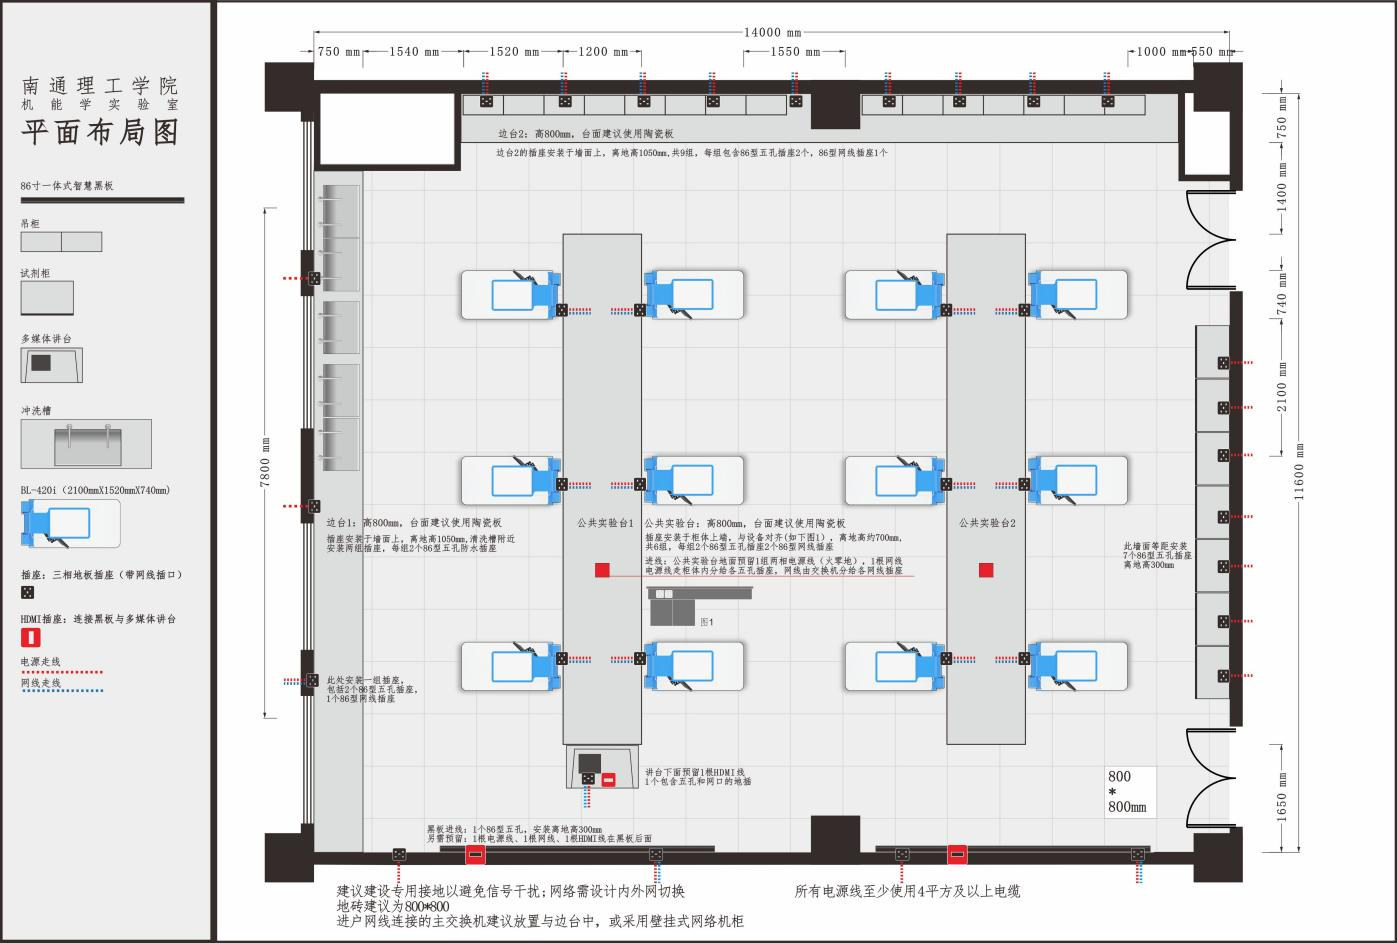 南通理工学院
机能学实验室
平面布局图
86寸一体式智慧黑板
吊柜
试剂柜
多媒体讲台
冲洗槽
BL-420i（2100mmX1520mmX740mm)
插座：三相地板插座（带网线插口）
HDMI插座：连接黑板与多媒体讲台
电源走线
网线走线
14000 mm
750 mm
1540 mm
1520 mm
1200 mm
1550 mm
1000 mm
550 mm
边台2：高800mm，台面建议使用陶瓷板
边台2的插座安装于墙面上，离地高1050mm,共9组，每组包含86型五孔插座2个，86型网线插座1个
750 mm
1400 mm
740 mm
2100 mm
11600 mm
1650 mm
7800 mm
边台1：高800mm，台面建议使用陶瓷板
插座安装于墙面上，离地高1050mm,清洗槽附近
安装两组插座，每组2个86型五孔防水插座
公共实验台1
公共实验台：高800mm，台面建议使用陶瓷板
插座安装于柜体上端，与设备对齐(如下图1），离地高约700mm，
共6组，每组2个86型五孔插座2个86型网线插座
进线：公共实验台地面预留1组两相电源线（火零地），1根网线
电源线走柜体内分给各五孔插座，网线由交换机分给各网线插座
图1
公共实验台2
此墙面等距安装
7个86型五孔插座
离地高300mm
此处安装一组插座，
包括2个86型五孔插座，
1个86型网线插座
讲台下面预留1根HDMI线
1个包含五孔和网口的地插
800
*
800mm
黑板进线：1个86型五孔，安装离地高300mm
另需预留：1根电源线、1根网线、1根HDMI线在黑板后面
建议建设专用接地以避免信号干扰；网络需设计内外网切换
地砖建议为800*800
进户网线连接的主交换机建议放置与边台中，或采用壁挂式网络机柜
所有电源线至少使用4平方及以上电缆